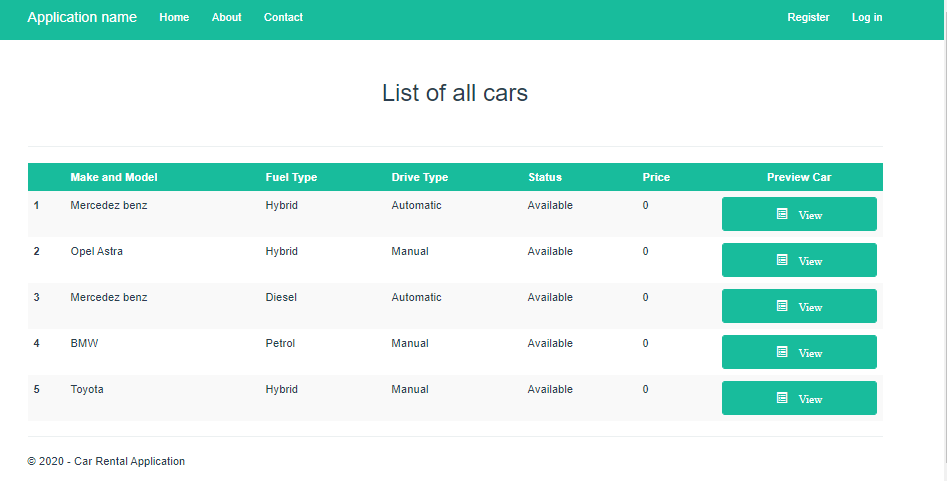 Application name Home About Contact Register Log in
List of all cars
Make and Model Fuel Type Drive Type Status Price Preview Car
1 Mercedez benz Hybrid Automatic Available 0 View
2 Opel Astra Hybrid Manual Available 0 View
3 Mercedez benz Diesel Automatic Available 0 View
4 BMW Petrol Manual Available 0 View
5 Toyota Hybrid Manual Available 0 View
© 2020 - Car Rental Application